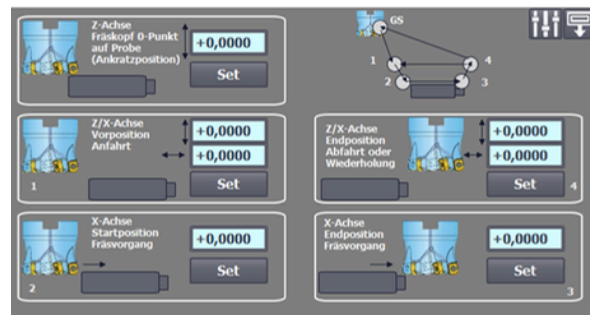 Z-Achse
Fräskopf 0-Punkt
auf Probe
(Ankratzposition)
+0,0000
Set
GS
1
4
2
3
Z/X-Achse
Vorposition
Anfahrt
+0,0000
+0,0000
Set
1
Z/X-Achse
Endposition
Abfahrt oder
Wiederholung
+0,0000
+0,0000
Set
4
X-Achse
Startposition
Fräsvorgang
+0,0000
Set
2
X-Achse
Endposition
Fräsvorgang
+0,0000
Set
3